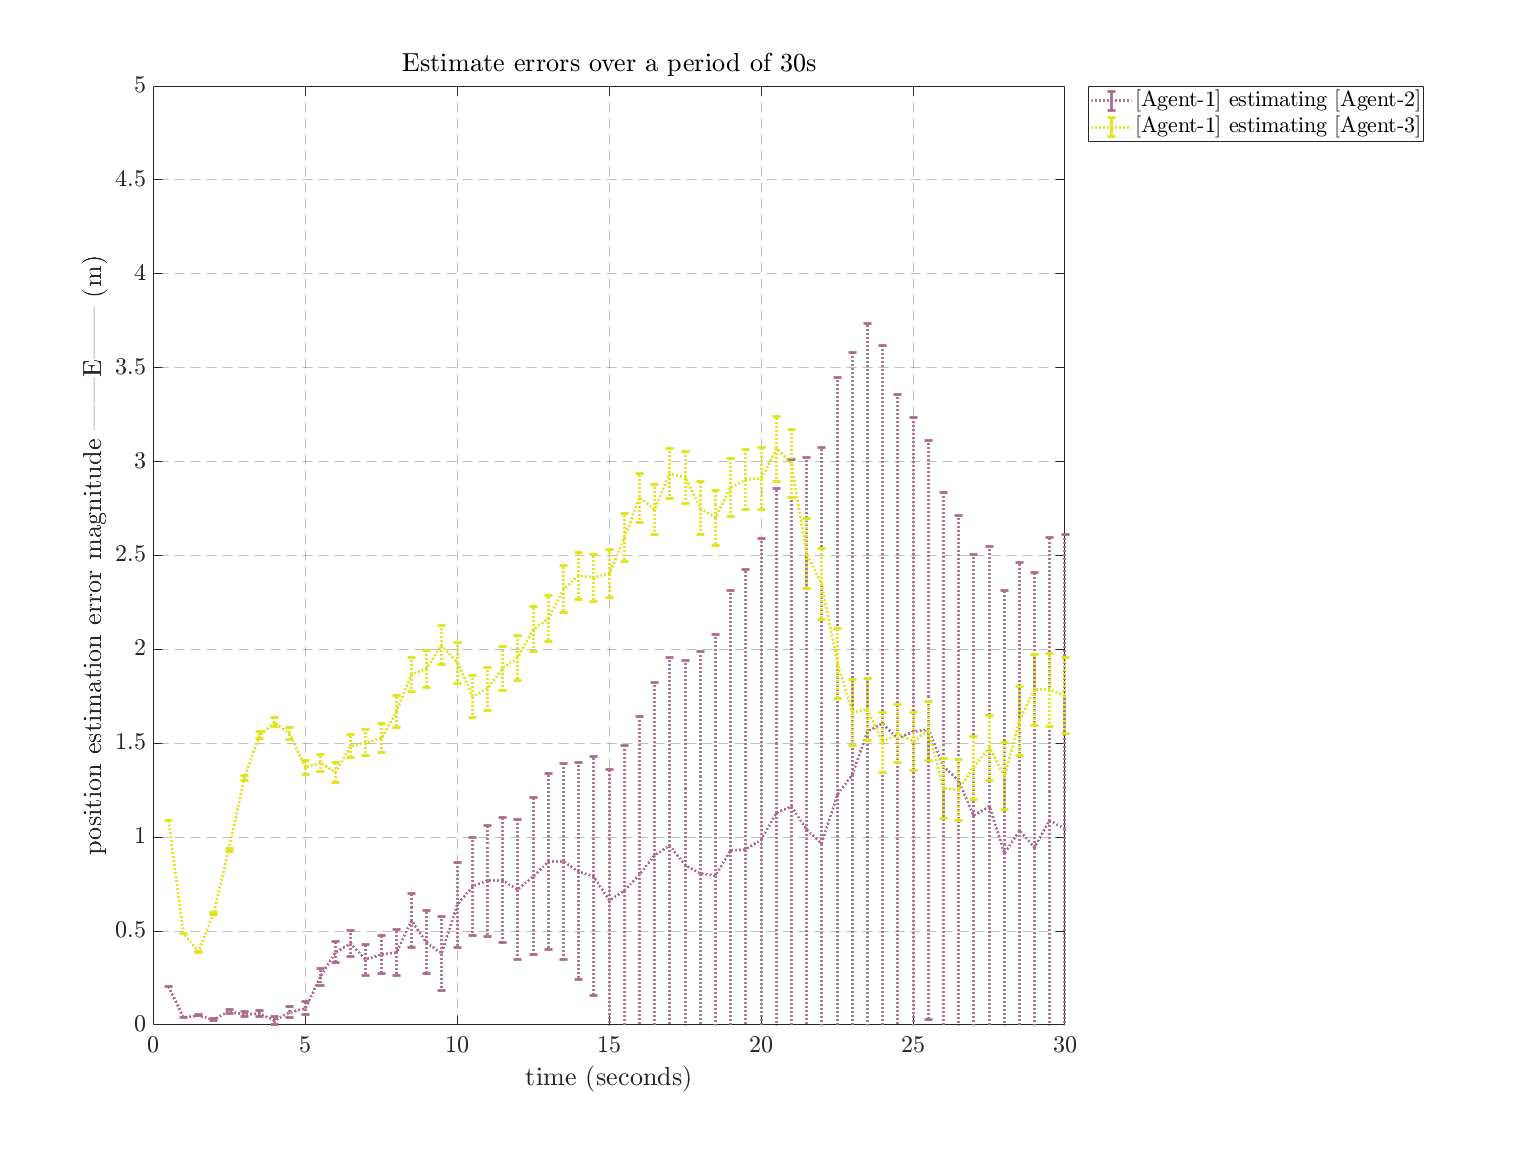 Estimate errors over a period of 30s
[Agent-1] estimating [Agent-2]
[Agent-1] estimating [Agent-3]
position estimation error magnitude ——E—— (m)
5
4.5
4
3.5
3
2.5
2
1.5
1
0.5
0
0 5 10 15 20 25 30
time (seconds)